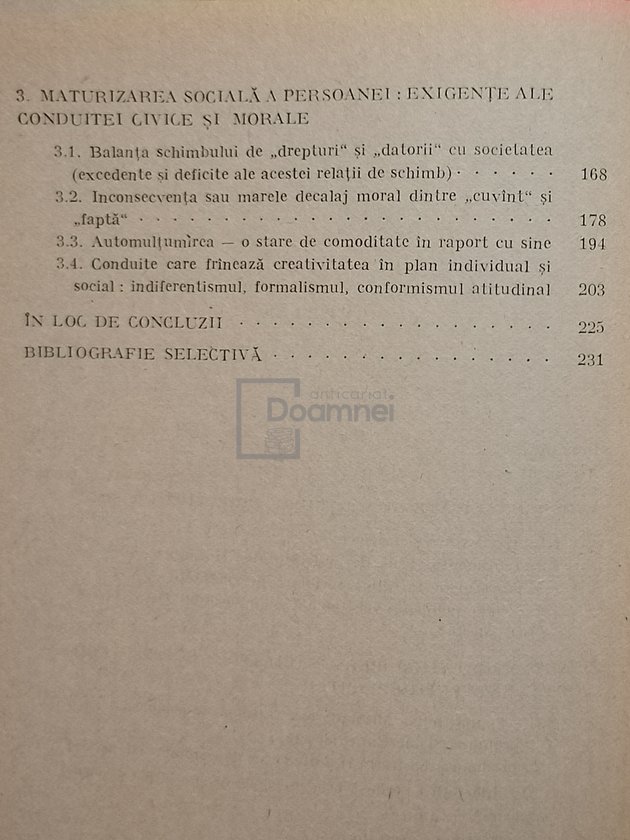 3. MATURIZAREA SOCIALĂ A PERSOANEI : EXIGENȚE ALE
CONDUITEI CIVICE ȘI MORALE
3.1. Balanța schimbului de „drepturi“ și „datorii“ cu societatea
(excedente și deficite ale acestei relații de schimb) · · · · · · 168
3.2. Inconsecvența sau marele decalaj moral dintre „cuvînt“ și
„faptă“ · · · · · · · · · · · · · · · · · · · · · · 178
3.3. Automulțumirea — o stare de comoditate în raport cu sine 194
3.4. Conduite care frînează creativitatea în plan individual și
social : indiferentismul, formalismul, conformismul atitudinal 203
ÎN LOC DE CONCLUZII · · · · · · · · · · · · · · · · · 225
BIBLIOGRAFIE SELECTIVĂ · · · · · · · · · · · · · · · 231
anticariat
Doamnei